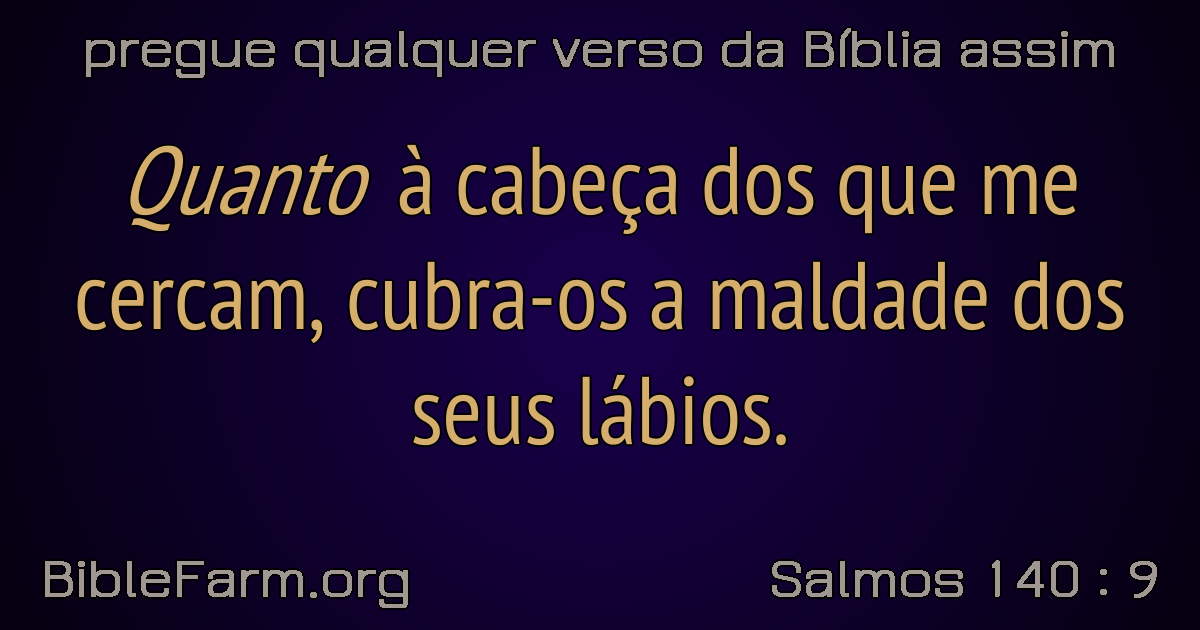 pregue qualquer verso da Bíblia assim
Quanto à cabeça dos que me
cercam, cubra-os a maldade dos
seus lábios.
BibleFarm.org
Salmos 140 : 9